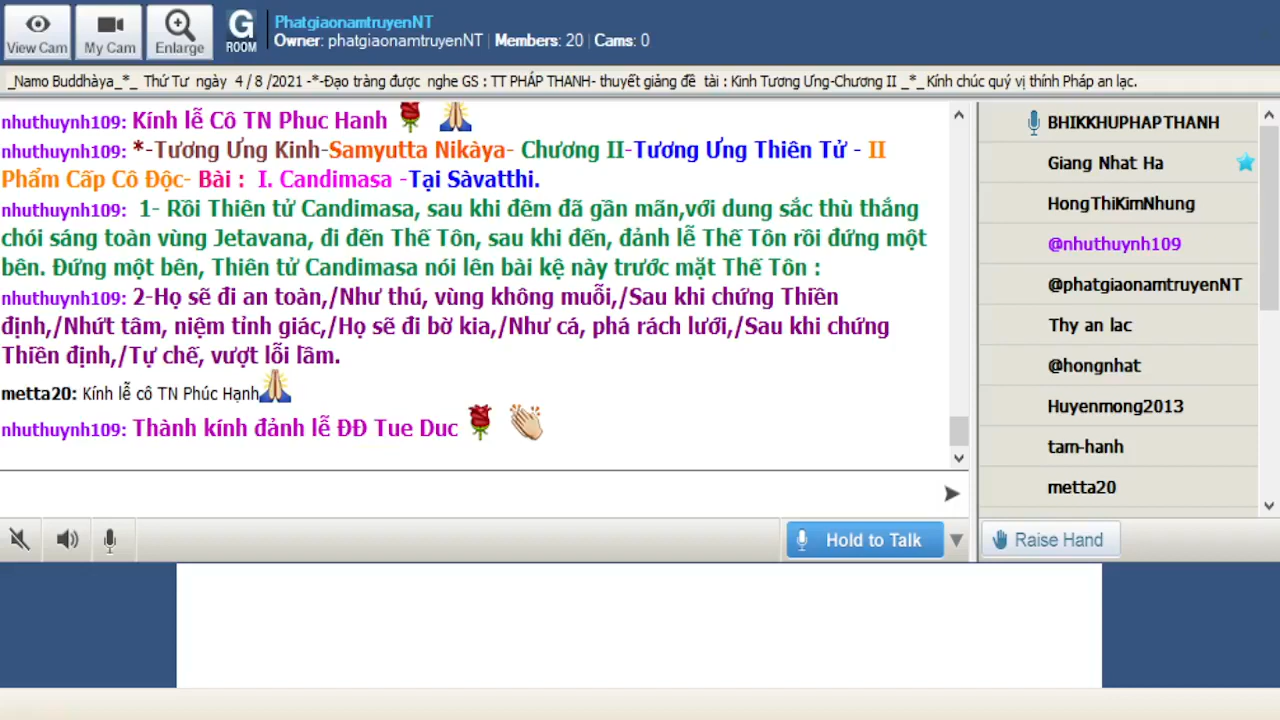 View Cam
My Cam
Enlarge
G
ROOM
PhatgiaonamtruyenNT
Owner: phatgiaonamtruyenNT | Members: 20 | Cams: 0
_Namo Buddhàya_*_ Thứ Tư ngày 4 / 8 /2021 -*-Đạo tràng được nghe GS : TT PHÁP THANH- thuyết giảng đề tài : Kinh Tương Ưng-Chương II _*_ Kính chúc quý vị thính Pháp an lạc.
nhuthuynh109: Kính lễ Cô TN Phuc Hanh
nhuthuynh109: *-Tương Ưng Kinh-Samyutta Nikàya- Chương II-Tương Ưng Thiên Tử - II
Phẩm Cấp Cô Độc- Bài : I. Candimasa -Tại Sàvatthi.
nhuthuynh109: 1- Rồi Thiên tử Candimasa, sau khi đêm đã gần mãn,với dung sắc thù thắng
chói sáng toàn vùng Jetavana, đi đến Thế Tôn, sau khi đến, đảnh lễ Thế Tôn rồi đứng một
bên. Đứng một bên, Thiên tử Candimasa nói lên bài kệ này trước mặt Thế Tôn :
nhuthuynh109: 2-Họ sẽ đi an toàn,/Như thú, vùng không muỗi,/Sau khi chứng Thiền
định,/Nhứt tâm, niệm tỉnh giác,/Họ sẽ đi bờ kia,/Như cá, phá rách lưới,/Sau khi chứng
Thiền định,/Tự chế, vượt lỗi lầm.
metta20: Kính lễ cô TN Phúc Hạnh
nhuthuynh109: Thành kính đảnh lễ ĐĐ Tue Duc
Hold to Talk
BHIKKHUPHAPTHANH
Giang Nhat Ha
HongThiKimNhung
@nhuthuynh109
@phatgiaonamtruyenNT
Thy an lac
@hongnhat
Huyenmong2013
tam-hanh
metta20
Raise Hand